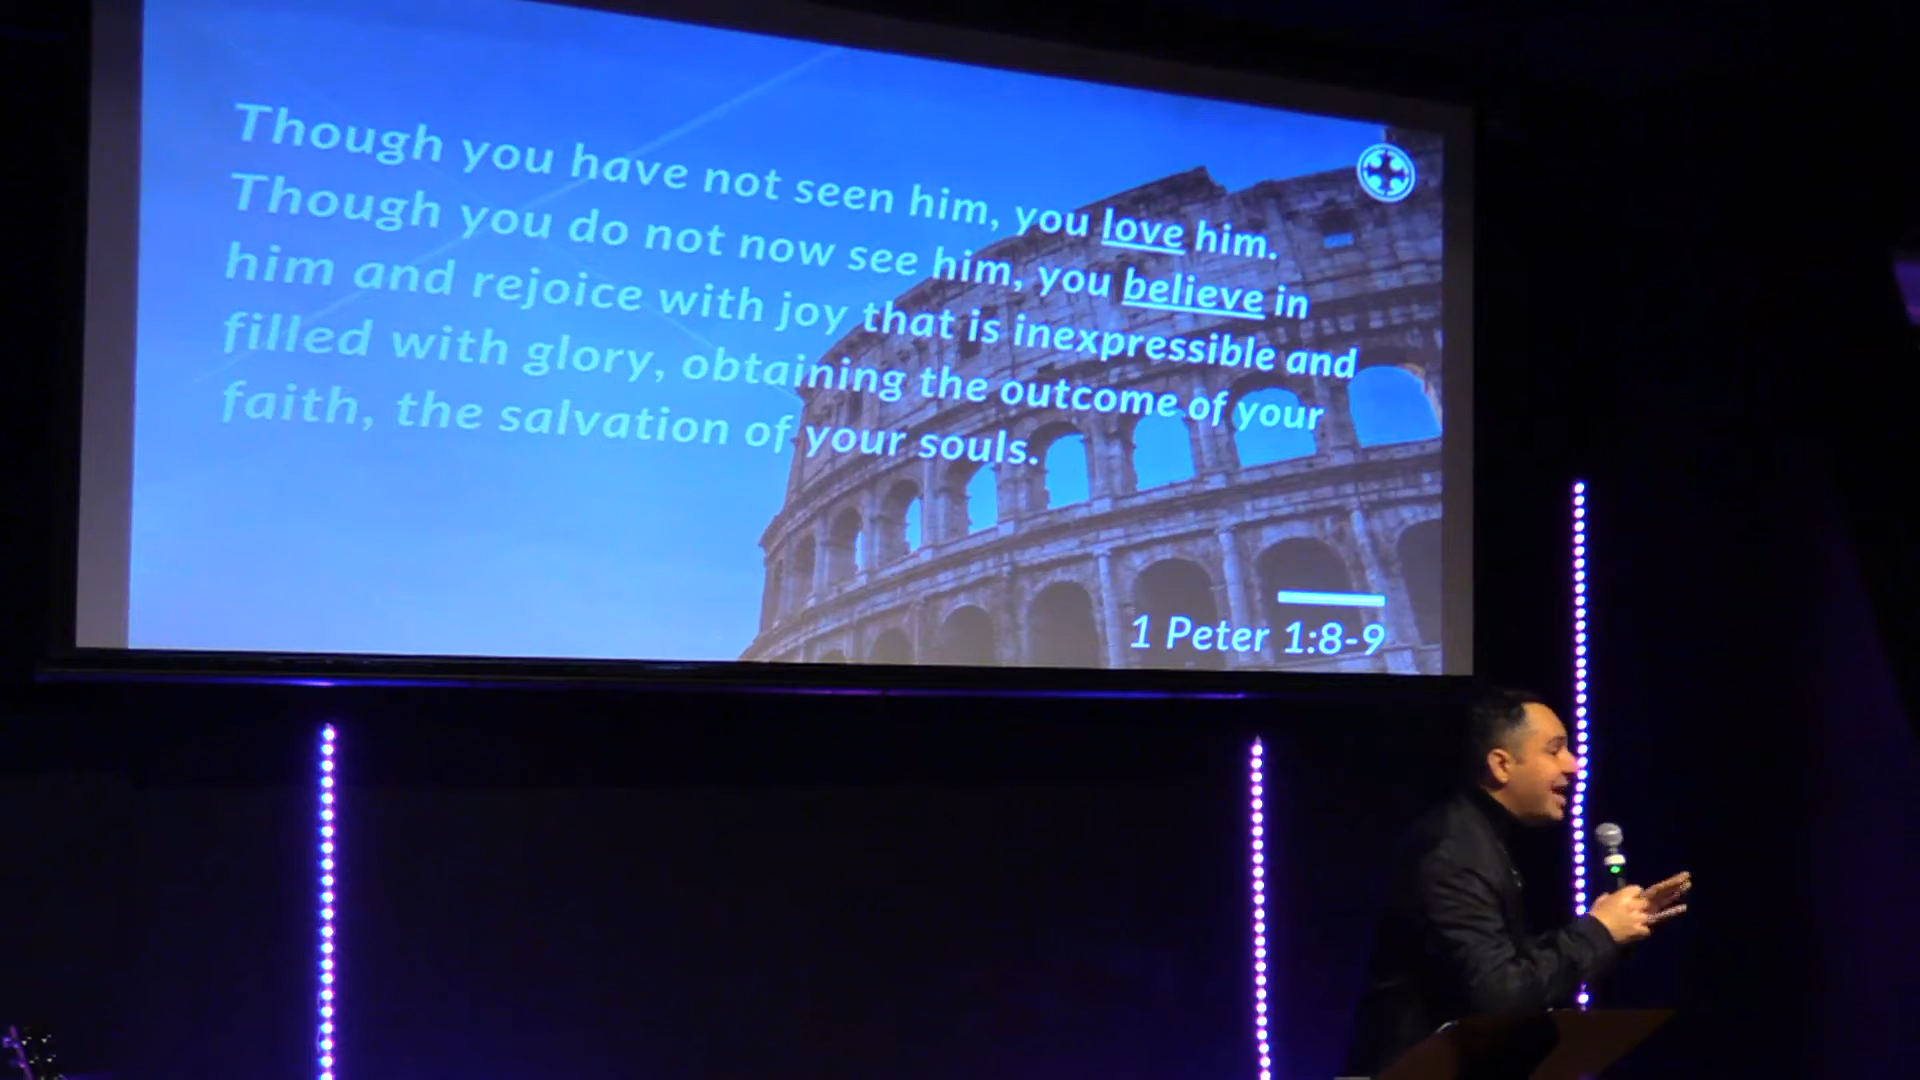 Though you have not seen him, you love him.
Though you do not now see him, you believe in
him and rejoice with joy that is inexpressible and
filled with glory, obtaining the outcome of your
faith, the salvation of your souls.
1 Peter 1:8-9